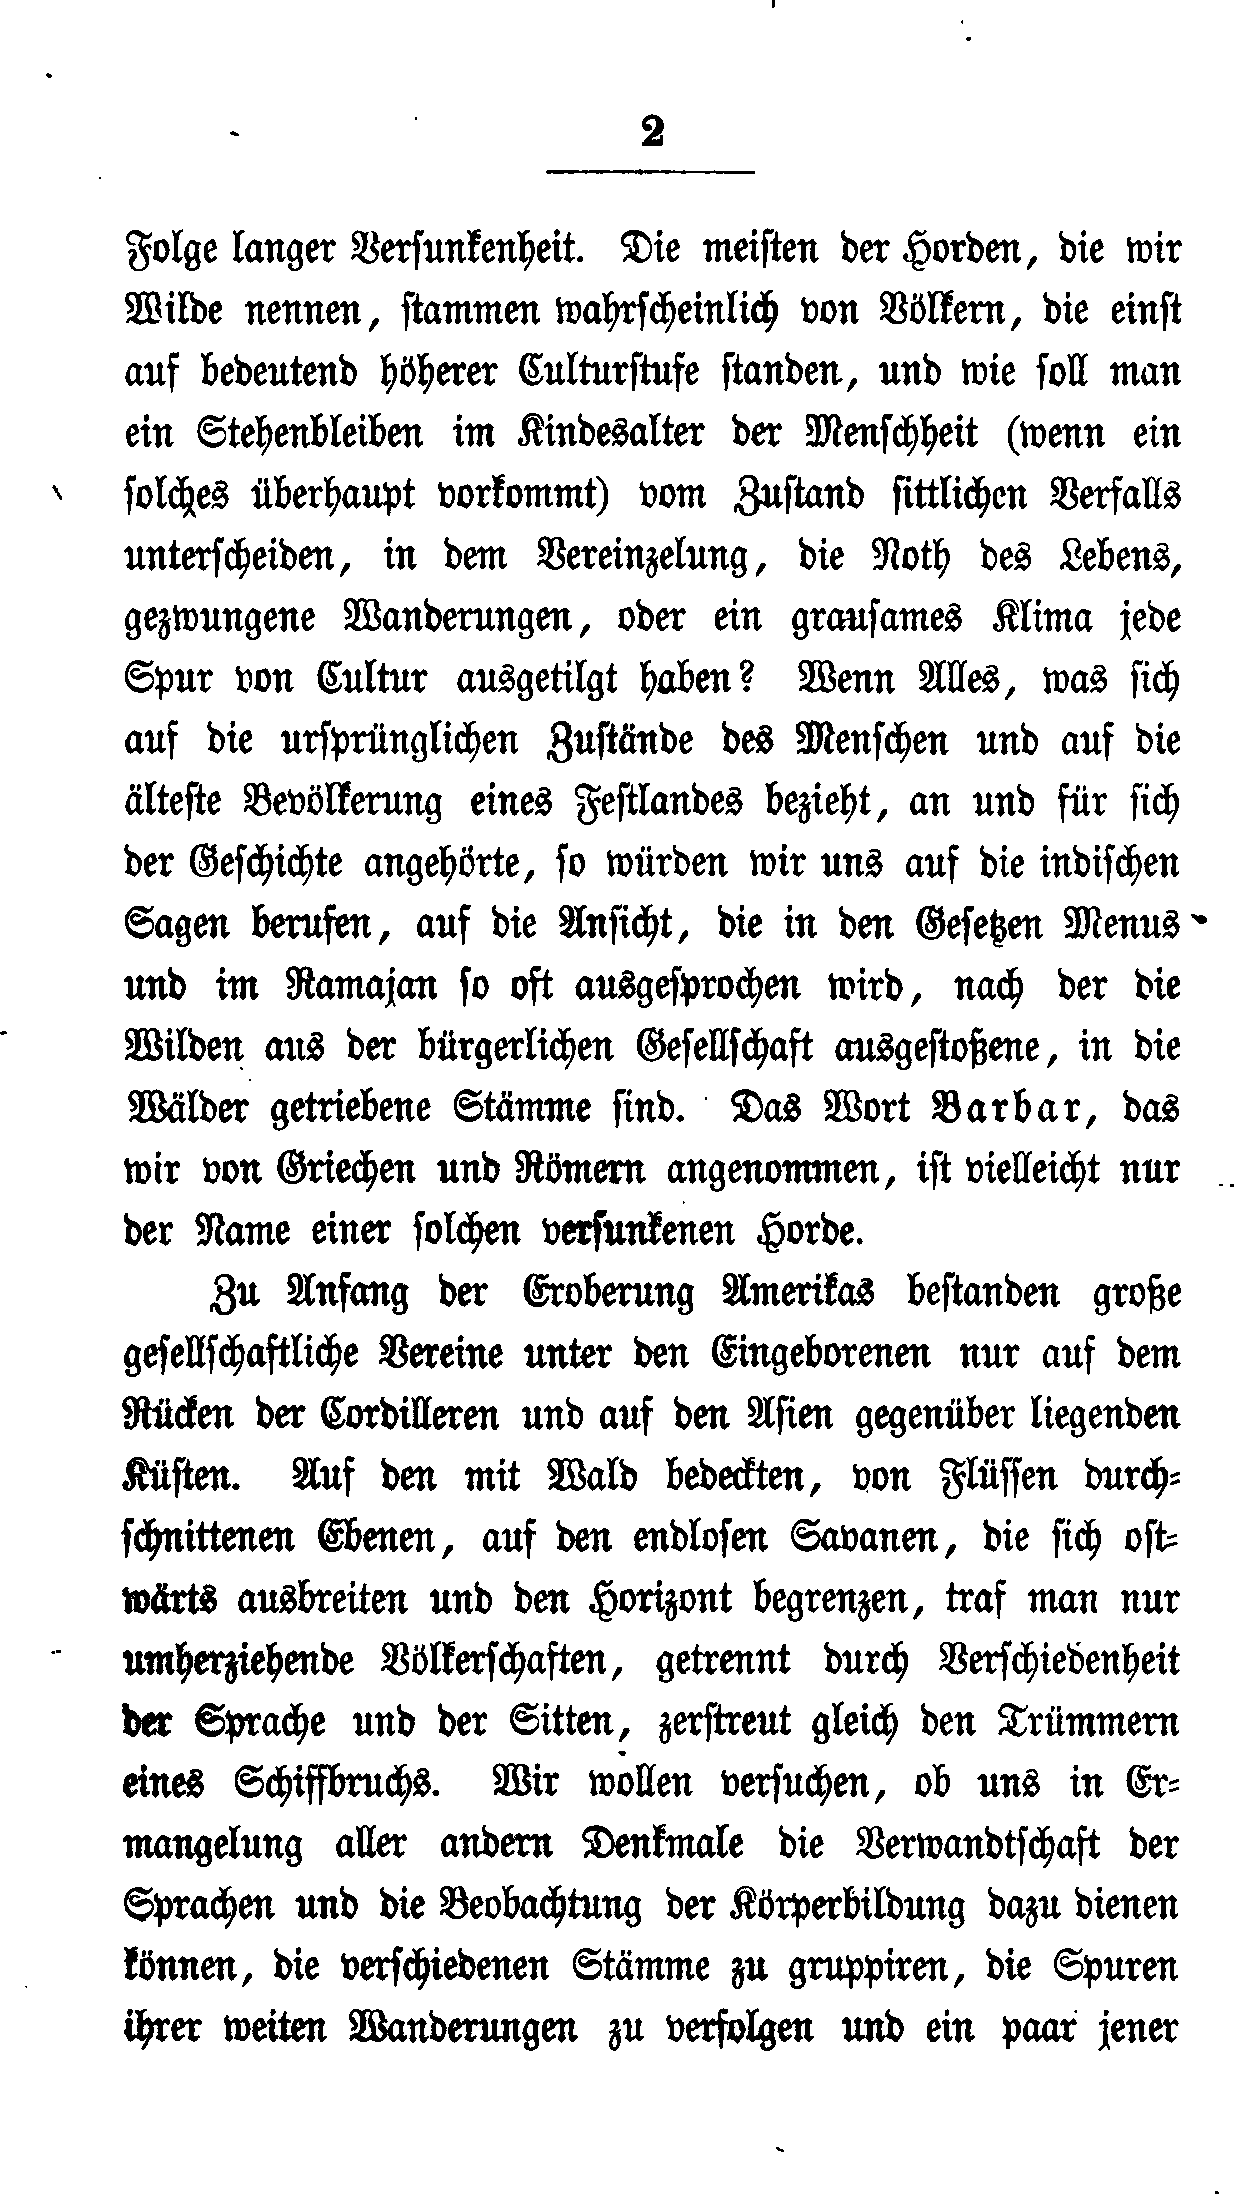 2
Folge langer Versunkenheit. Die meisten der Horden, die wir
Wilde nennen, stammen wahrscheinlich von Völkern, die einst
auf bedeutend höherer Culturstufe standen, und wie soll man
ein Stehenbleiben im Kindesalter der Menschheit (wenn ein
solches überhaupt vorkommt) vom Zustand sittlichen Verfalls
unterscheiden, in dem Vereinzelung, die Noth des Lebens,
gezwungene Wanderungen, oder ein grausames Klima jede
Spur von Cultur ausgetilgt haben? Wenn Alles, was sich
auf die ursprünglichen Zustände des Menschen und auf die
älteste Bevölkerung eines Festlandes bezieht, an und für sich
der Geschichte angehörte, so würden wir uns auf die indischen
Sagen berufen, auf die Ansicht, die in den Gesetzen Menus
und im Ramajan so oft ausgesprochen wird, nach der die
Wilden aus der bürgerlichen Gesellschaft ausgestoßene, in die
Wälder getriebene Stämme sind. Das Wort Barbar, das
wir von Griechen und Römern angenommen, ist vielleicht nur
der Name einer solchen versunkenen Horde.
Zu Anfang der Eroberung Amerikas bestanden große
gesellschaftliche Vereine unter den Eingeborenen nur auf dem
Rücken der Cordilleren und auf den Asien gegenüber liegenden
Küsten. Auf den mit Wald bedeckten, von Flüssen durch-
schnittenen Ebenen, auf den endlosen Savanen, die sich ost-
wärts ausbreiten und den Horizont begrenzen, traf man nur
umherziehende Völkerschaften, getrennt durch Verschiedenheit
der Sprache und der Sitten, zerstreut gleich den Trümmern
eines Schiffbruchs. Wir wollen versuchen, ob uns in Er-
mangelung aller andern Denkmale die Verwandtschaft der
Sprachen und die Beobachtung der Körperbildung dazu dienen
können, die verschiedenen Stämme zu gruppiren, die Spuren
ihrer weiten Wanderungen zu verfolgen und ein paar jener